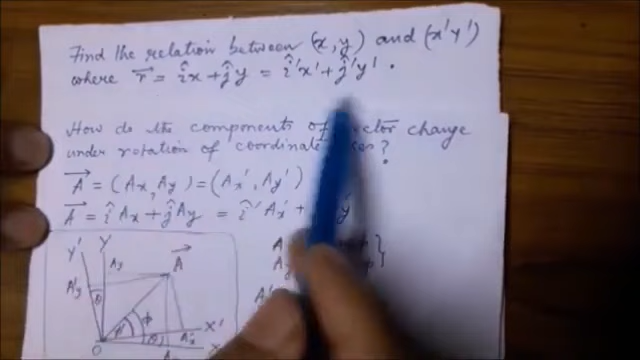 Find the relation between (x, y) and (x' y')
where r⃗ = îx + ĵy = î'x' + ĵ'y' .
How do the components of vector change
under rotation of coordinate axes?
A⃗ = (Ax, Ay) = (Ax', Ay')
A⃗ = îAx + ĵAy = î'Ax' +
Y' Y
Ay
A⃗
A'y
θ
ϕ' ϕ
(θ)
X'
A'x
O
X